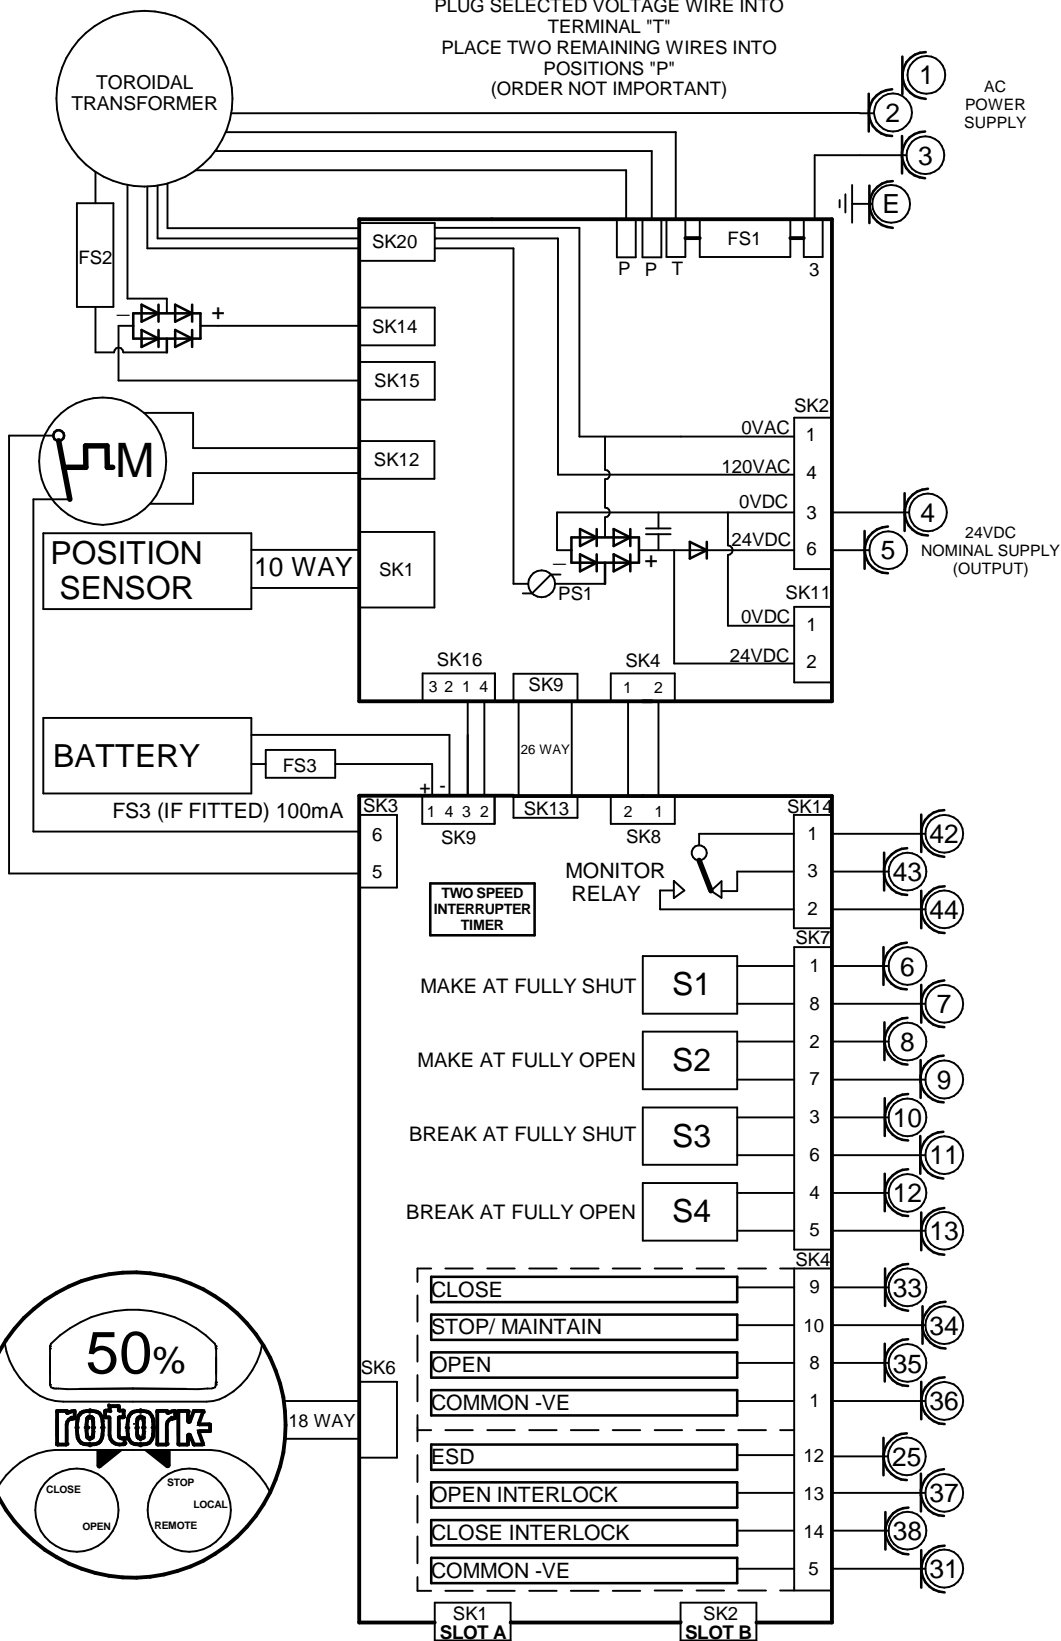 PLUG SELECTED VOLTAGE WIRE INTO
TERMINAL "T"
PLACE TWO REMAINING WIRES INTO
POSITIONS "P"
(ORDER NOT IMPORTANT)
TOROIDAL
TRANSFORMER
1
2
3
E
AC
POWER
SUPPLY
FS2
SK20
P P T
FS1
3
– +
SK14
SK15
SK12
M
POSITION
SENSOR
10 WAY
SK1
SK2
0VAC 1
120VAC 4
0VDC 3
24VDC 6
4
5
24VDC
NOMINAL SUPPLY
(OUTPUT)
– +
PS1
SK11
0VDC 1
24VDC 2
SK16
3 2 1 4
SK9
SK4
1 2
BATTERY
FS3
26 WAY
FS3 (IF FITTED) 100mA
+ -
SK3
6
5
1 4 3 2
SK9
SK13
2 1
SK8
SK14
1 42
3 43
2 44
MONITOR
RELAY
TWO SPEED
INTERRUPTER
TIMER
SK7
MAKE AT FULLY SHUT S1
1 6
8 7
MAKE AT FULLY OPEN S2
2 8
7 9
BREAK AT FULLY SHUT S3
3 10
6 11
BREAK AT FULLY OPEN S4
4 12
5 13
SK4
CLOSE 9 33
STOP/ MAINTAIN 10 34
OPEN 8 35
COMMON -VE 1 36
ESD 12 25
OPEN INTERLOCK 13 37
CLOSE INTERLOCK 14 38
COMMON -VE 5 31
50%
rotork
CLOSE
OPEN
STOP
LOCAL
REMOTE
18 WAY
SK6
SK1
SLOT A
SK2
SLOT B